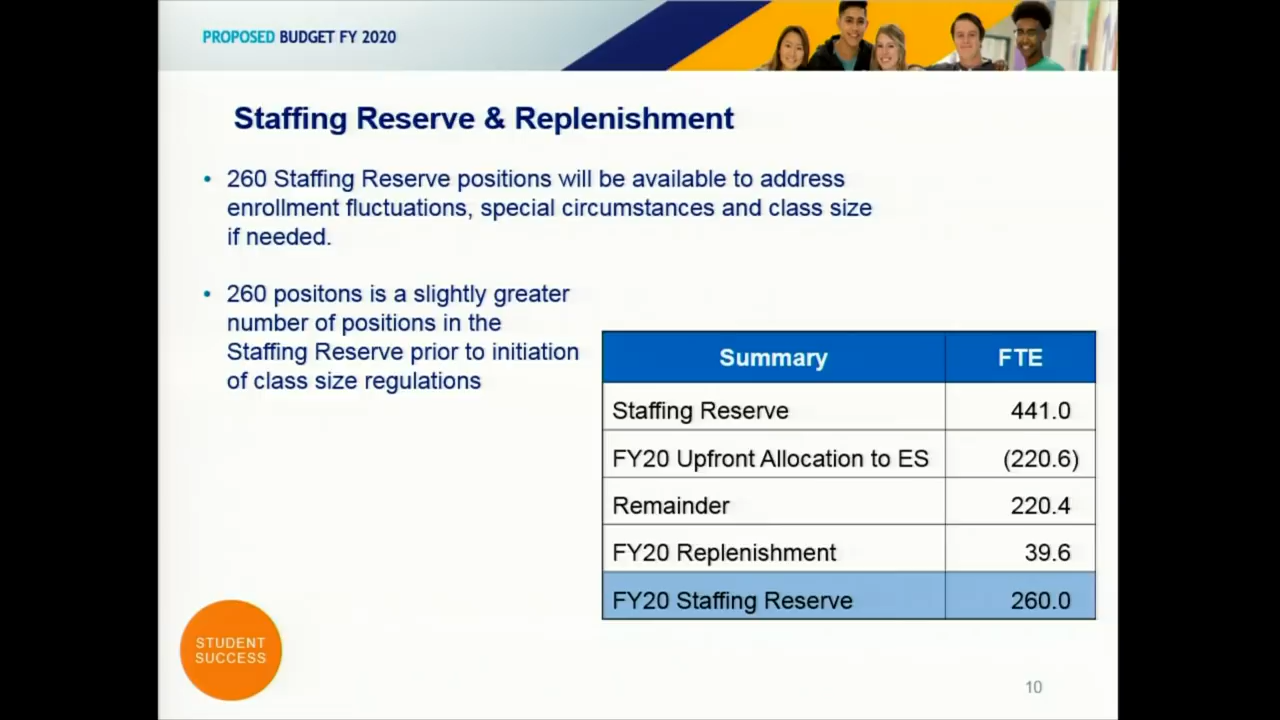 PROPOSED BUDGET FY 2020
Staffing Reserve & Replenishment
• 260 Staffing Reserve positions will be available to address
enrollment fluctuations, special circumstances and class size
if needed.
• 260 positons is a slightly greater
number of positions in the
Staffing Reserve prior to initiation
of class size regulations
Summary FTE
Staffing Reserve 441.0
FY20 Upfront Allocation to ES (220.6)
Remainder 220.4
FY20 Replenishment 39.6
FY20 Staffing Reserve 260.0
STUDENT
SUCCESS
10